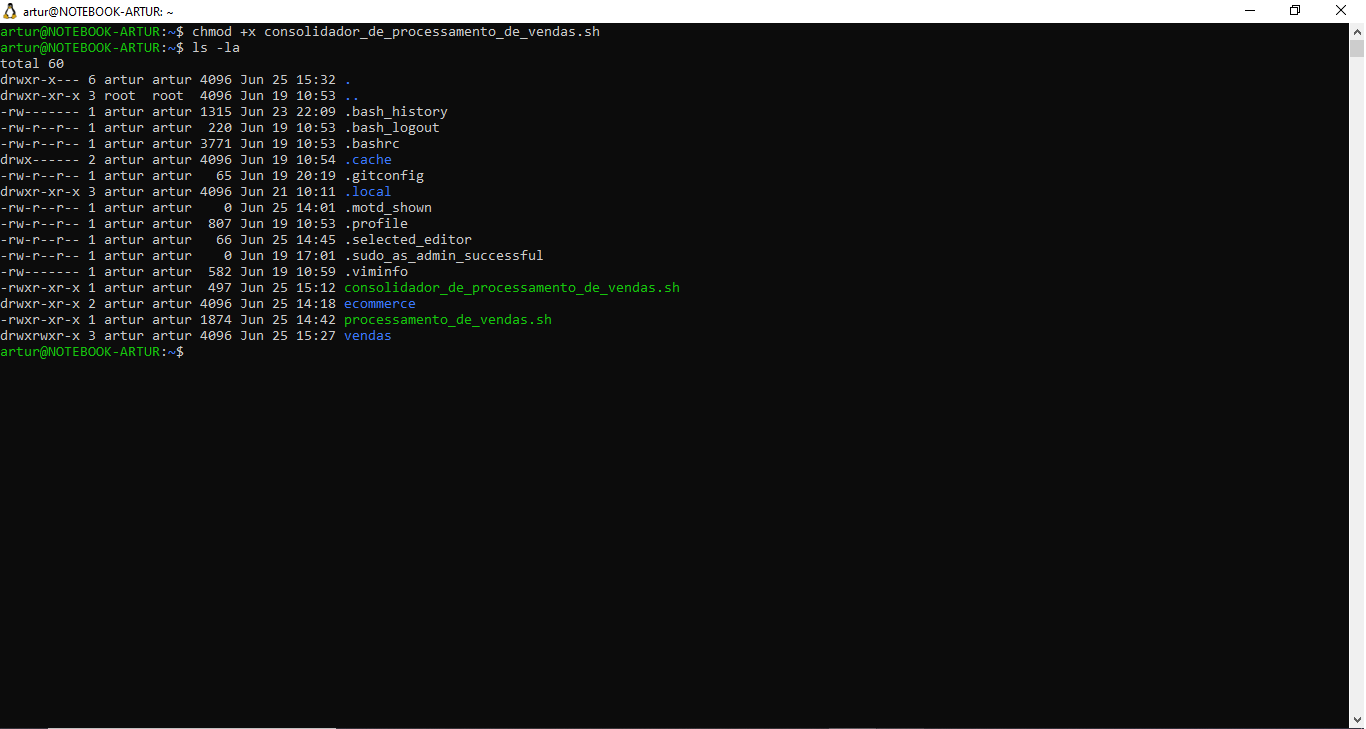 artur@NOTEBOOK-ARTUR: ~
artur@NOTEBOOK-ARTUR:~$ chmod +x consolidador_de_processamento_de_vendas.sh
artur@NOTEBOOK-ARTUR:~$ ls -la
total 60
drwxr-x--- 6 artur artur 4096 Jun 25 15:32 .
drwxr-xr-x 3 root  root  4096 Jun 19 10:53 ..
-rw------- 1 artur artur 1315 Jun 23 22:09 .bash_history
-rw-r--r-- 1 artur artur  220 Jun 19 10:53 .bash_logout
-rw-r--r-- 1 artur artur 3771 Jun 19 10:53 .bashrc
drwx------ 2 artur artur 4096 Jun 19 10:54 .cache
-rw-r--r-- 1 artur artur   65 Jun 19 20:19 .gitconfig
drwxr-xr-x 3 artur artur 4096 Jun 21 10:11 .local
-rw-r--r-- 1 artur artur    0 Jun 25 14:01 .motd_shown
-rw-r--r-- 1 artur artur  807 Jun 19 10:53 .profile
-rw-r--r-- 1 artur artur   66 Jun 25 14:45 .selected_editor
-rw-r--r-- 1 artur artur    0 Jun 19 17:01 .sudo_as_admin_successful
-rw------- 1 artur artur  582 Jun 19 10:59 .viminfo
-rwxr-xr-x 1 artur artur  497 Jun 25 15:12 consolidador_de_processamento_de_vendas.sh
drwxr-xr-x 2 artur artur 4096 Jun 25 14:18 ecommerce
-rwxr-xr-x 1 artur artur 1874 Jun 25 14:42 processamento_de_vendas.sh
drwxrwxr-x 3 artur artur 4096 Jun 25 15:27 vendas
artur@NOTEBOOK-ARTUR:~$